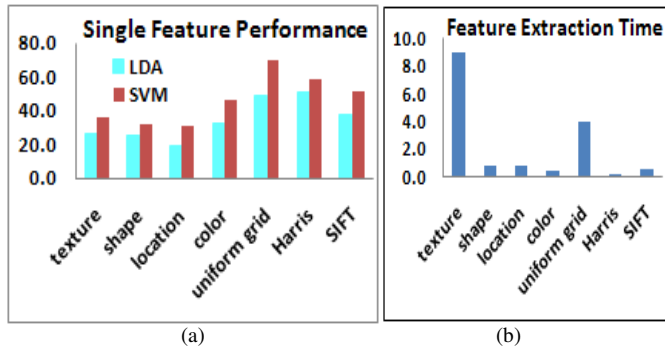 Single Feature Performance
80.0
60.0
40.0
20.0
0.0
LDA
SVM
texture
shape
location
color
uniform grid
Harris
SIFT
(a)
Feature Extraction Time
10.0
8.0
6.0
4.0
2.0
0.0
texture
shape
location
color
uniform grid
Harris
SIFT
(b)